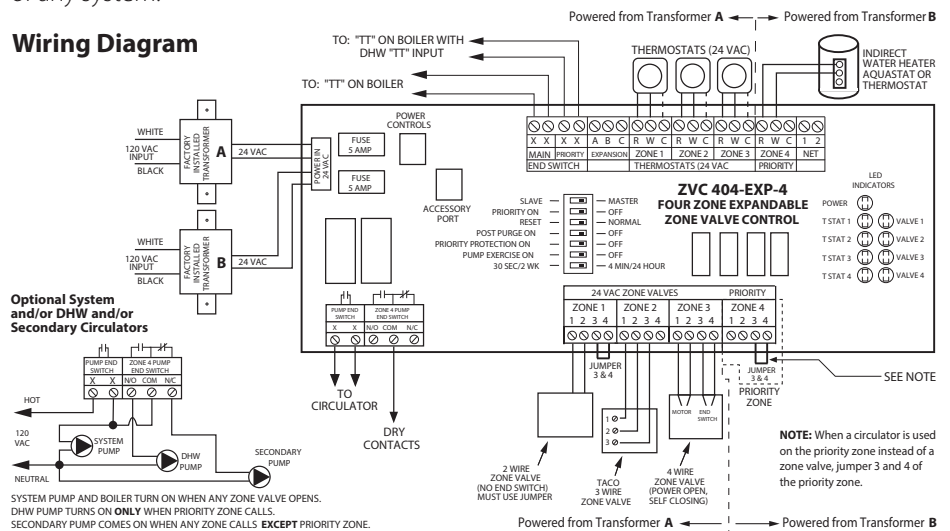 of any system.
Wiring Diagram
Powered from Transformer A
Powered from Transformer B
TO: "TT" ON BOILER WITH
DHW "TT" INPUT
TO: "TT" ON BOILER
THERMOSTATS (24 VAC)
INDIRECT
WATER HEATER
AQUASTAT OR
THERMOSTAT
WHITE
120 VAC
INPUT
BLACK
FACTORY
INSTALLED
TRANSFORMER
A
24 VAC
POWER IN
24 VAC
FUSE
5 AMP
FUSE
5 AMP
POWER
CONTROLS
ACCESSORY
PORT
X X X X A B C R W C R W C R W C R W C 1 2
MAIN PRIORITY EXPANSION ZONE 1 ZONE 2 ZONE 3 ZONE 4 NET
END SWITCH THERMOSTATS (24 VAC PRIORITY
ZVC 404-EXP-4
FOUR ZONE EXPANDABLE
ZONE VALVE CONTROL
LED
INDICATORS
POWER
T STAT 1 VALVE 1
T STAT 2 VALVE 2
T STAT 3 VALVE 3
T STAT 4 VALVE 4
SLAVE MASTER
PRIORITY ON OFF
RESET NORMAL
POST PURGE ON OFF
PRIORITY PROTECTION ON OFF
PUMP EXERCISE ON OFF
30 SEC/2 WK 4 MIN/24 HOUR
WHITE
120 VAC
INPUT
BLACK
FACTORY
INSTALLED
TRANSFORMER
B
24 VAC
24 VAC ZONE VALVES PRIORITY
ZONE 1 ZONE 2 ZONE 3 ZONE 4
1 2 3 4 1 2 3 4 1 2 3 4 1 2 3 4
JUMPER
3 & 4
JUMPER
3 & 4
PRIORITY
ZONE
SEE NOTE
PUMP END
SWITCH
ZONE 4 PUMP
END SWITCH
X X N/O COM N/C
TO
CIRCULATOR
DRY
CONTACTS
Optional System
and/or DHW and/or
Secondary Circulators
PUMP END
SWITCH
ZONE 4 PUMP
END SWITCH
X X N/O COM N/C
HOT
120
VAC
NEUTRAL
SYSTEM
PUMP
DHW
PUMP
SECONDARY
PUMP
SYSTEM PUMP AND BOILER TURN ON WHEN ANY ZONE VALVE OPENS.
DHW PUMP TURNS ON ONLY WHEN PRIORITY ZONE CALLS.
SECONDARY PUMP COMES ON WHEN ANY ZONE CALLS EXCEPT PRIORITY ZONE.
2 WIRE
ZONE VALVE
(NO END SWITCH)
MUST USE JUMPER
1
2
3
TACO
3 WIRE
ZONE VALVE
MOTOR END
SWITCH
4 WIRE
ZONE VALVE
(POWER OPEN,
SELF CLOSING)
NOTE: When a circulator is used
on the priority zone instead of a
zone valve, jumper 3 and 4 of
the priority zone.
Powered from Transformer A
Powered from Transformer B